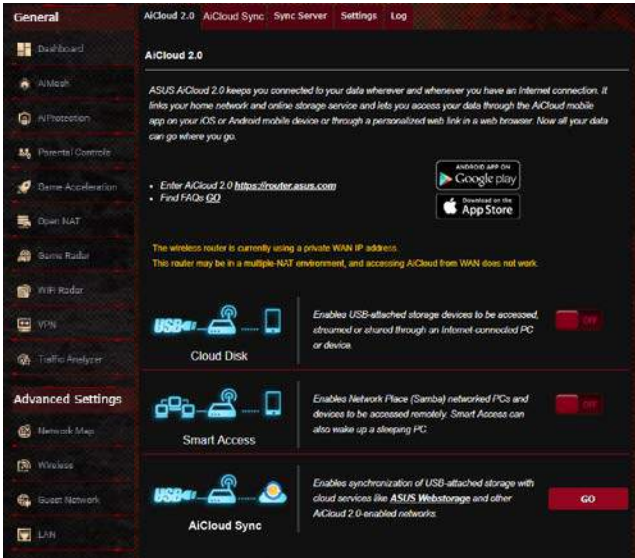 General
Dashboard
AiMesh
AiProtection
Parental Controls
Game Acceleration
Open NAT
Game Radar
WiFi Radar
VPN
Traffic Analyzer
Advanced Settings
Network Map
Wireless
Guest Network
LAN
AiCloud 2.0 AiCloud Sync Sync Server Settings Log
AiCloud 2.0
ASUS AiCloud 2.0 keeps you connected to your data wherever and whenever you have an Internet connection. It
links your home network and online storage service and lets you access your data through the AiCloud mobile
app on your iOS or Android mobile device or through a personalized web link in a web browser. Now all your data
can go where you go.
• Enter AiCloud 2.0 https://router.asus.com
• Find FAQs GO
ANDROID APP ON
Google play
Download on the
App Store
The wireless router is currently using a private WAN IP address.
This router may be in a multiple-NAT environment, and accessing AiCloud from WAN does not work.
USB
Cloud Disk
Enables USB-attached storage devices to be accessed,
streamed or shared through an Internet-connected PC
or device.
OFF
Smart Access
Enables Network Place (Samba) networked PCs and
devices to be accessed remotely. Smart Access can
also wake up a sleeping PC.
OFF
USB
AiCloud Sync
Enables synchronization of USB-attached storage with
cloud services like ASUS Webstorage and other
AiCloud 2.0-enabled networks.
GO